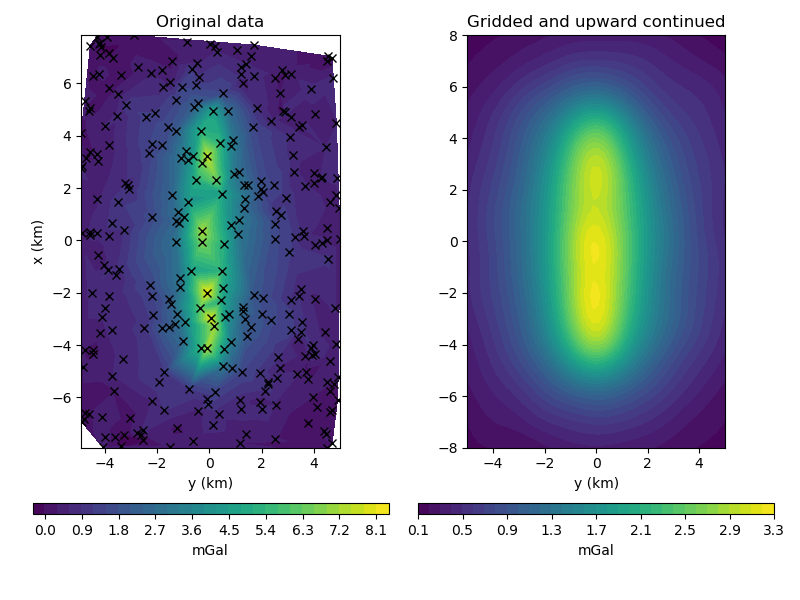 Original data
Gridded and upward continued
x (km)
6
4
2
0
−2
−4
−6
−4 −2 0 2 4
y (km)
8
6
4
2
0
−2
−4
−6
−8
−4 −2 0 2 4
y (km)
0.0 0.9 1.8 2.7 3.6 4.5 5.4 6.3 7.2 8.1
mGal
0.1 0.5 0.9 1.3 1.7 2.1 2.5 2.9 3.3
mGal